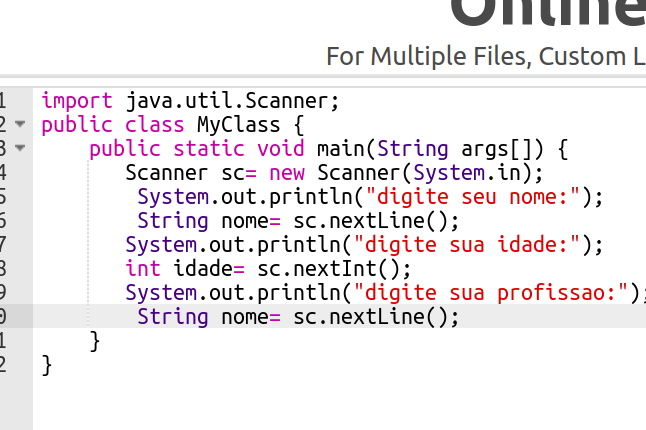 Online
For Multiple Files, Custom L
1 import java.util.Scanner;
2 public class MyClass {
3 public static void main(String args[]) {
4 Scanner sc= new Scanner(System.in);
5 System.out.println("digite seu nome:");
6 String nome= sc.nextLine();
7 System.out.println("digite sua idade:");
8 int idade= sc.nextInt();
9 System.out.println("digite sua profissao:");
0 String nome= sc.nextLine();
1 }
2 }